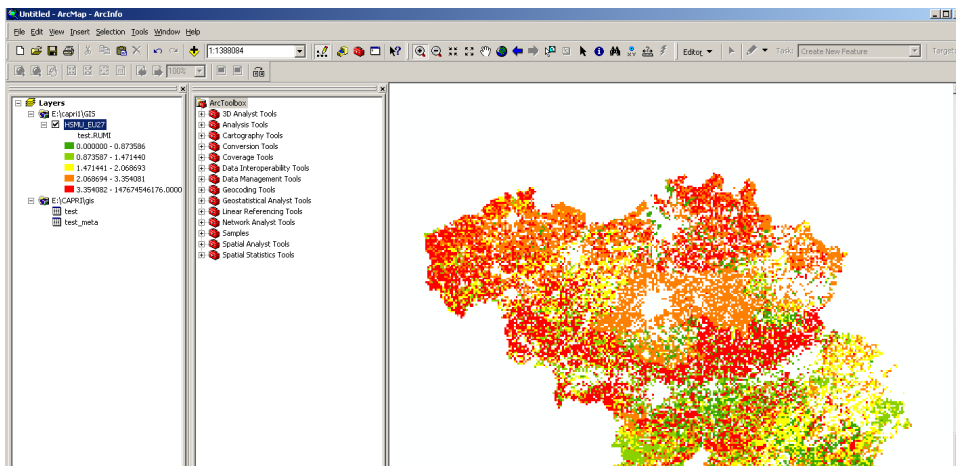 Untitled - ArcMap - ArcInfo
File Edit View Insert Selection Tools Window Help
1:1388084
Editor
Task:
Create New Feature
Target:
100%
Layers
E:\capri1\GIS
HSMU_EU27
test.RUMI
0.000000 - 0.873586
0.873587 - 1.471440
1.471441 - 2.068693
2.068694 - 3.354081
3.354082 - 147674546176.0000
E:\CAPRI\gis
test
test_meta
ArcToolbox
3D Analyst Tools
Analysis Tools
Cartography Tools
Conversion Tools
Coverage Tools
Data Interoperability Tools
Data Management Tools
Geocoding Tools
Geostatistical Analyst Tools
Linear Referencing Tools
Network Analyst Tools
Samples
Spatial Analyst Tools
Spatial Statistics Tools